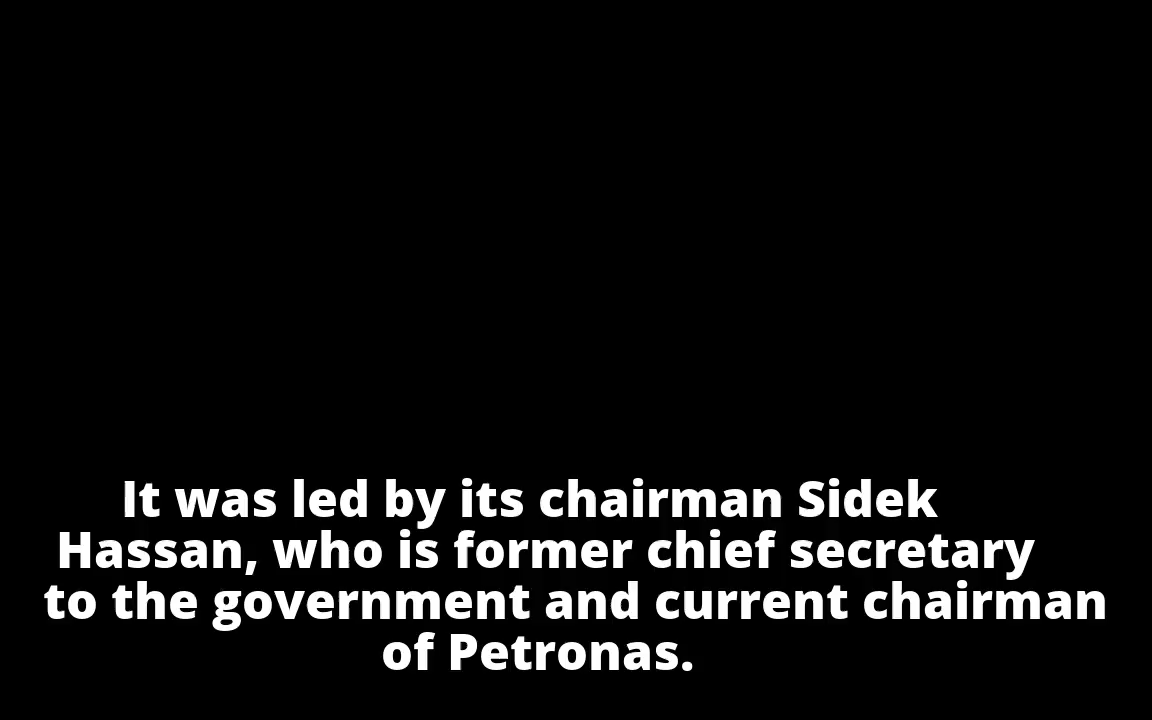 It was led by its chairman Sidek
Hassan, who is former chief secretary
to the government and current chairman
of Petronas.